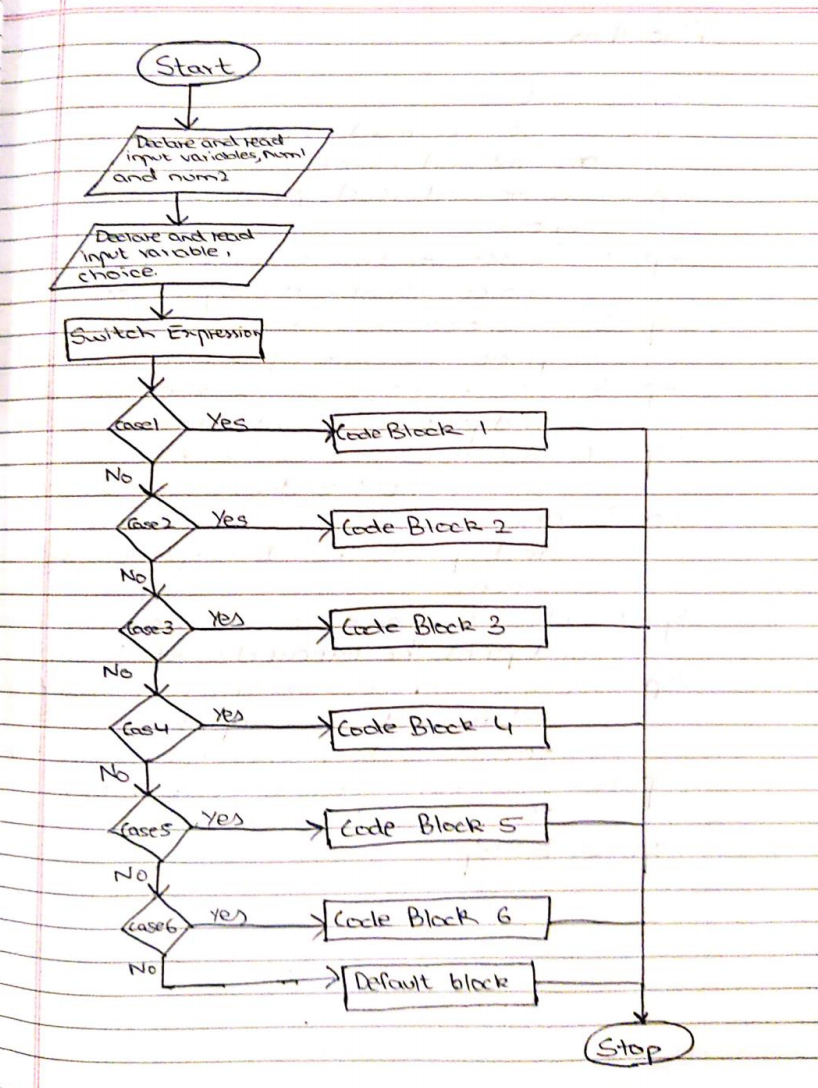 Start
Declare and read
input variables, num1
and num2
Declare and read
input variable,
choice.
Switch Expression
Case1
Yes
Code Block 1
No
Case2
Yes
Code Block 2
No
Case3
Yes
Code Block 3
No
Cas4
Yes
Code Block 4
No
Case5
Yes
Code Block 5
No
Case6
Yes
Code Block 6
No
Default block
Stop